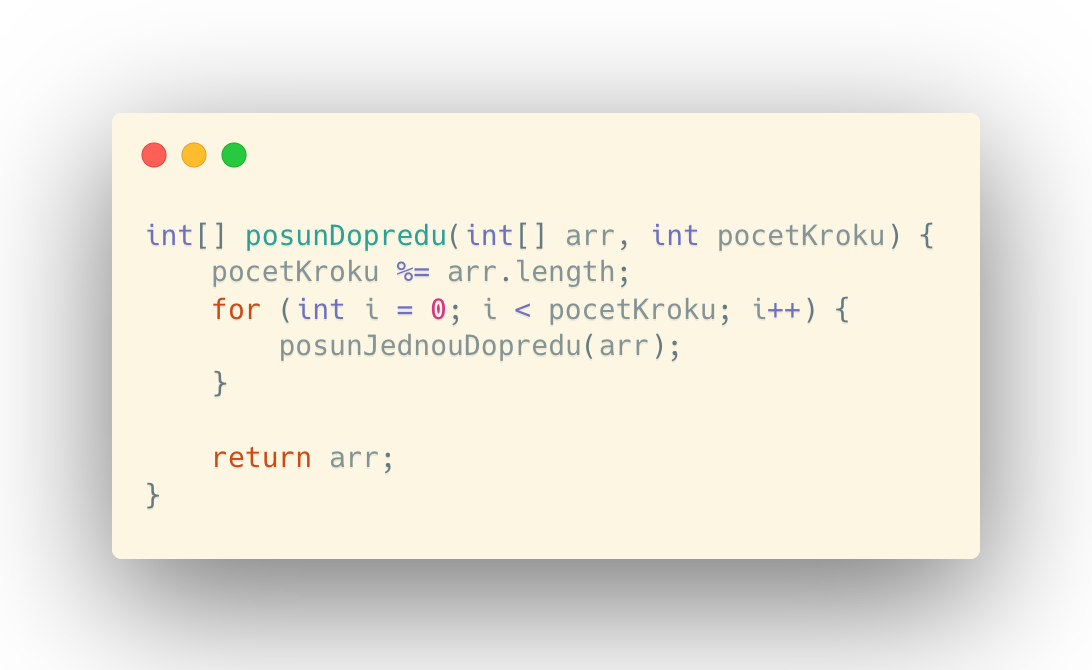 int[] posunDopredu(int[] arr, int pocetKroku) {
    pocetKroku %= arr.length;
    for (int i = 0; i < pocetKroku; i++) {
        posunJednouDopredu(arr);
    }

    return arr;
}